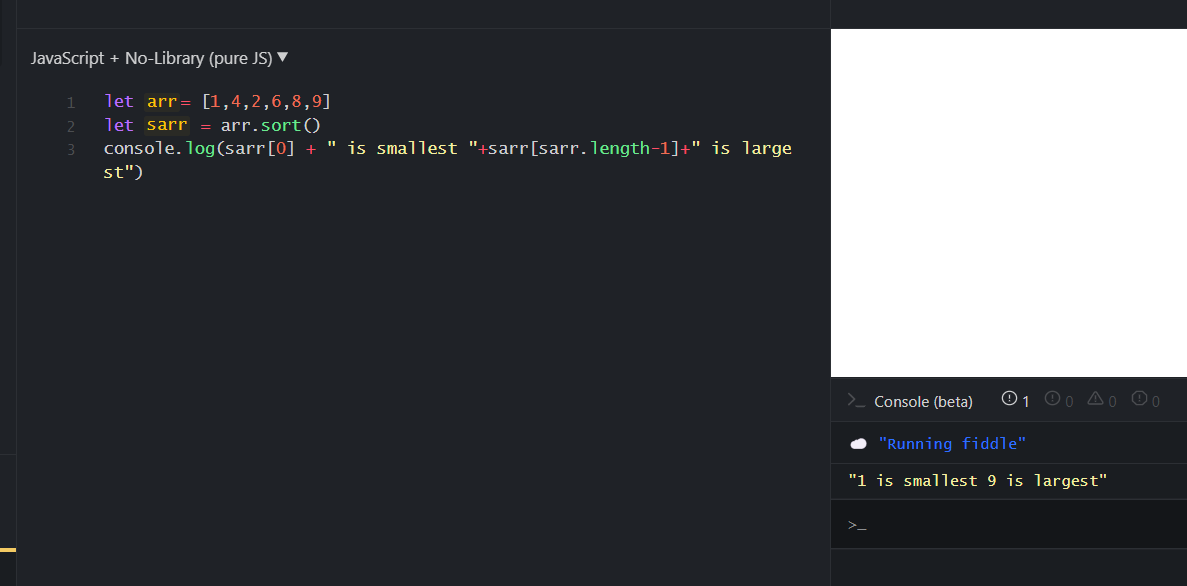 JavaScript + No-Library (pure JS) ▼
1 let arr= [1,4,2,6,8,9]
2 let sarr = arr.sort()
3 console.log(sarr[0] + " is smallest "+sarr[sarr.length-1]+" is large
st")
>_ Console (beta) 1 0 0 0
"Running fiddle"
"1 is smallest 9 is largest"
>_